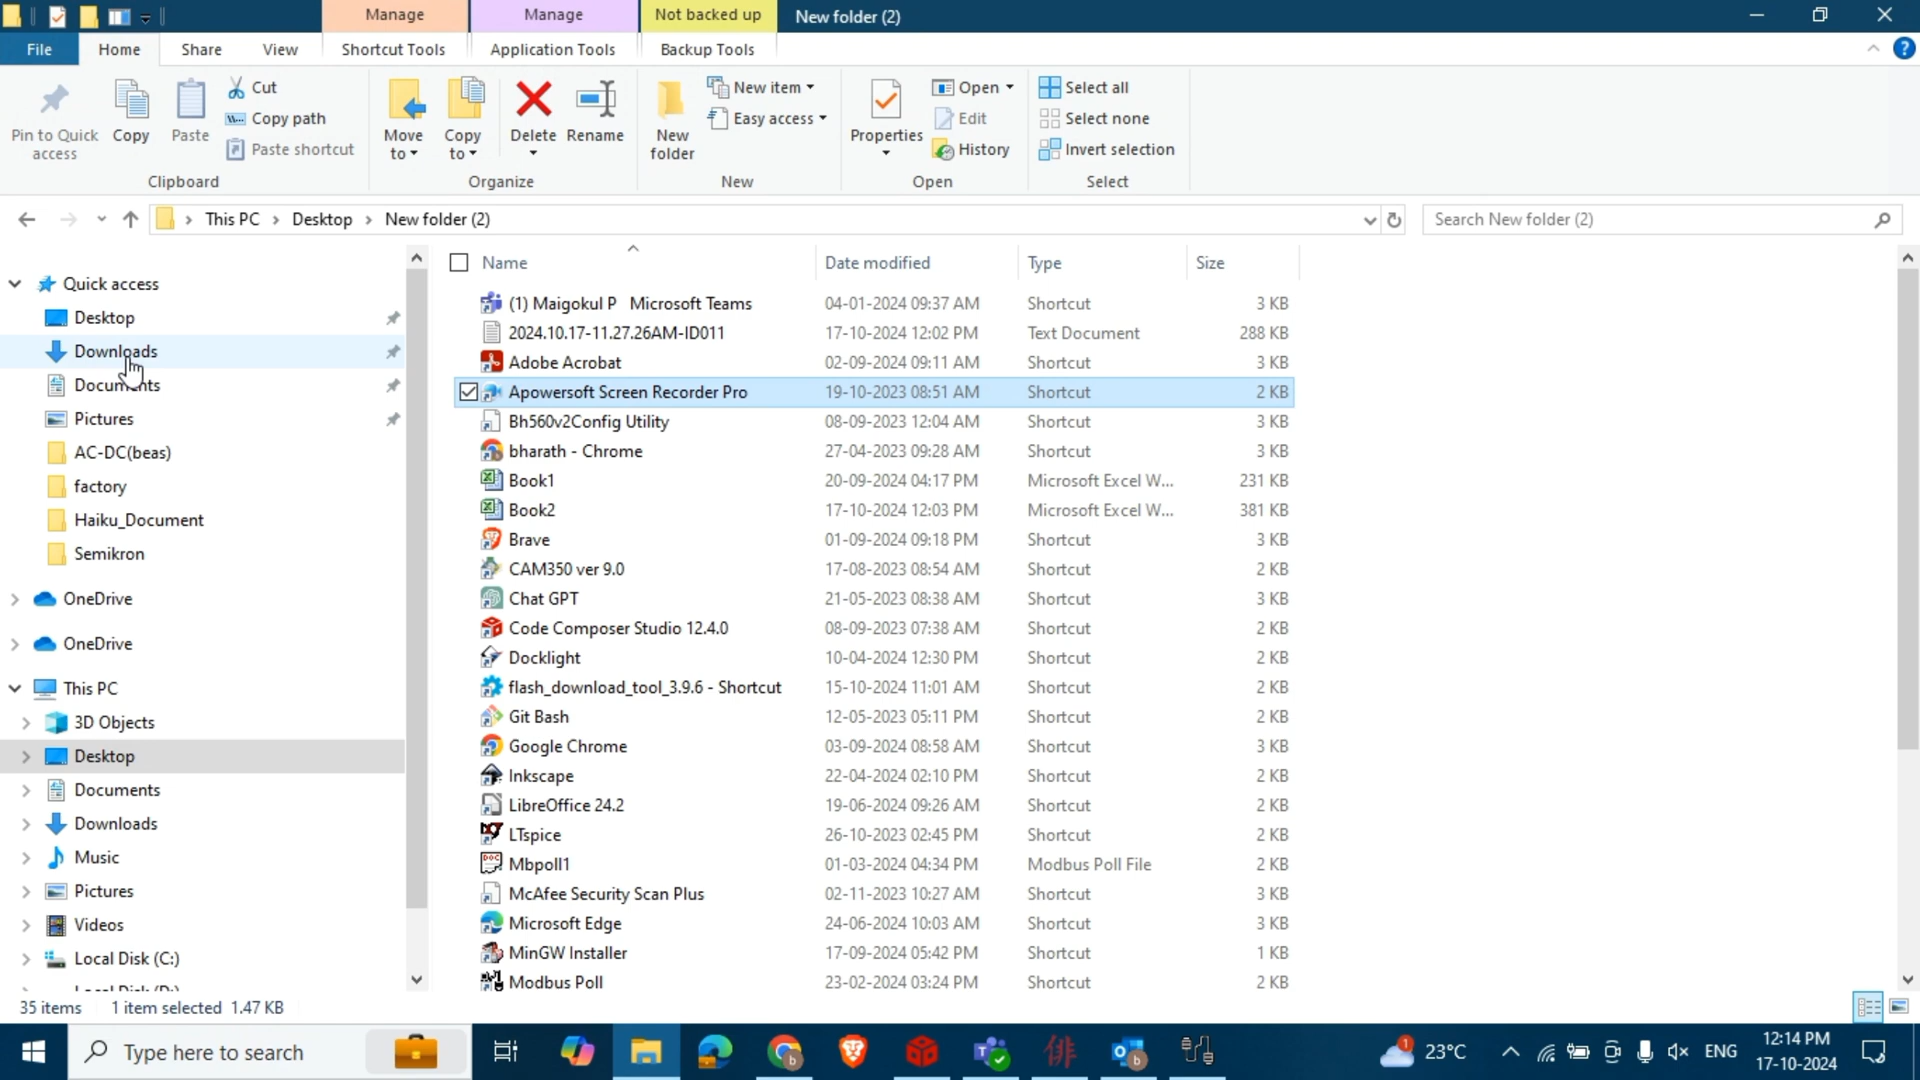 Manage
Manage
Not backed up
New folder (2)
File
Home
Share
View
Shortcut Tools
Application Tools
Backup Tools
Pin to Quick access
Copy
Paste
Cut
Copy path
Paste shortcut
Clipboard
Move to
Copy to
Delete
Rename
Organize
New folder
New item
Easy access
New
Properties
Open
Edit
History
Open
Select all
Select none
Invert selection
Select
This PC > Desktop > New folder (2)
Search New folder (2)
Quick access
Desktop
Downloads
Documents
Pictures
AC-DC(beas)
factory
Haiku_Document
Semikron
OneDrive
OneDrive
This PC
3D Objects
Desktop
Documents
Downloads
Music
Pictures
Videos
Local Disk (C:)
Local Disk (D:)
Name Date modified Type Size
(1) Maigokul P Microsoft Teams 04-01-2024 09:37 AM Shortcut 3 KB
2024.10.17-11.27.26AM-ID011 17-10-2024 12:02 PM Text Document 288 KB
Adobe Acrobat 02-09-2024 09:11 AM Shortcut 3 KB
Apowersoft Screen Recorder Pro 19-10-2023 08:51 AM Shortcut 2 KB
Bh560v2Config Utility 08-09-2023 12:04 AM Shortcut 3 KB
bharath - Chrome 27-04-2023 09:28 AM Shortcut 3 KB
Book1 20-09-2024 04:17 PM Microsoft Excel W... 231 KB
Book2 17-10-2024 12:03 PM Microsoft Excel W... 381 KB
Brave 01-09-2024 09:18 PM Shortcut 3 KB
CAM350 ver 9.0 17-08-2023 08:54 AM Shortcut 2 KB
Chat GPT 21-05-2023 08:38 AM Shortcut 3 KB
Code Composer Studio 12.4.0 08-09-2023 07:38 AM Shortcut 2 KB
Docklight 10-04-2024 12:30 PM Shortcut 2 KB
flash_download_tool_3.9.6 - Shortcut 15-10-2024 11:01 AM Shortcut 2 KB
Git Bash 12-05-2023 05:11 PM Shortcut 2 KB
Google Chrome 03-09-2024 08:58 AM Shortcut 3 KB
Inkscape 22-04-2024 02:10 PM Shortcut 2 KB
LibreOffice 24.2 19-06-2024 09:26 AM Shortcut 2 KB
LTspice 26-10-2023 02:45 PM Shortcut 2 KB
Mbpoll1 01-03-2024 04:34 PM Modbus Poll File 2 KB
McAfee Security Scan Plus 02-11-2023 10:27 AM Shortcut 3 KB
Microsoft Edge 24-06-2024 10:03 AM Shortcut 3 KB
MinGW Installer 17-09-2024 05:42 PM Shortcut 1 KB
Modbus Poll 23-02-2024 03:24 PM Shortcut 2 KB
35 items 1 item selected 1.47 KB
Type here to search
1
23°C
ENG
12:14 PM
17-10-2024